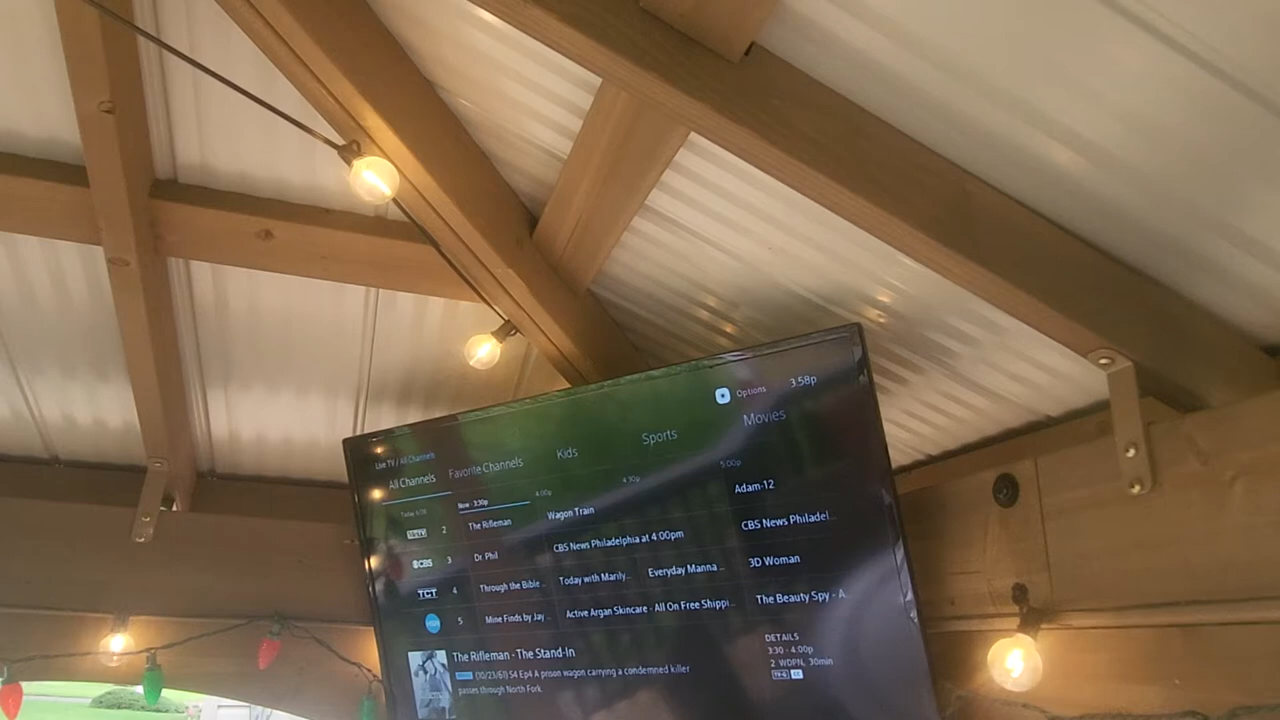 Options 3:58p
Live TV / All Channels
All Channels Favorite Channels Kids Sports Movies
Now - 3:30p 4:00p 4:30p 5:00p
2 The Rifleman Wagon Train Adam-12
CBS 3 Dr Phil CBS News Philadelphia at 4:00pm CBS News Philadel...
TCT 4 Through the Bible ... Today with Marily... Everyday Manna ... 3D Woman
5 Mine Finds by Jay ... Active Argan Skincare - All On Free Shippi... The Beauty Spy - A...
The Rifleman - The Stand-In
(10/23/61) S4 Ep4 A prison wagon carrying a condemned killer
passes through North Fork.
DETAILS
3:30 - 4:00p
2 WDPN, 30min
TV-G